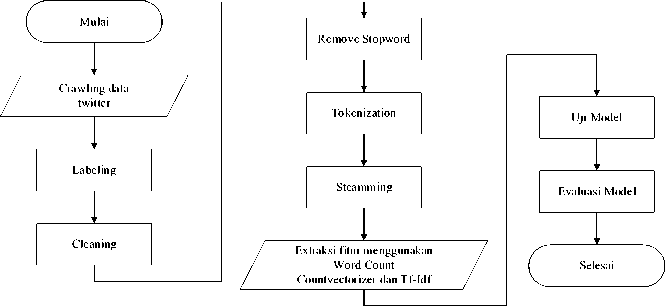 Mulai
Crawling data
twitter
Labeling
Cleaning
Remove Stopword
Tokenization
Steamming
Extraksi fitur menggunakan
Word Count
Countvectorizer dan Tf-fdf
Uji Model
Evaluasi Model
Selesai